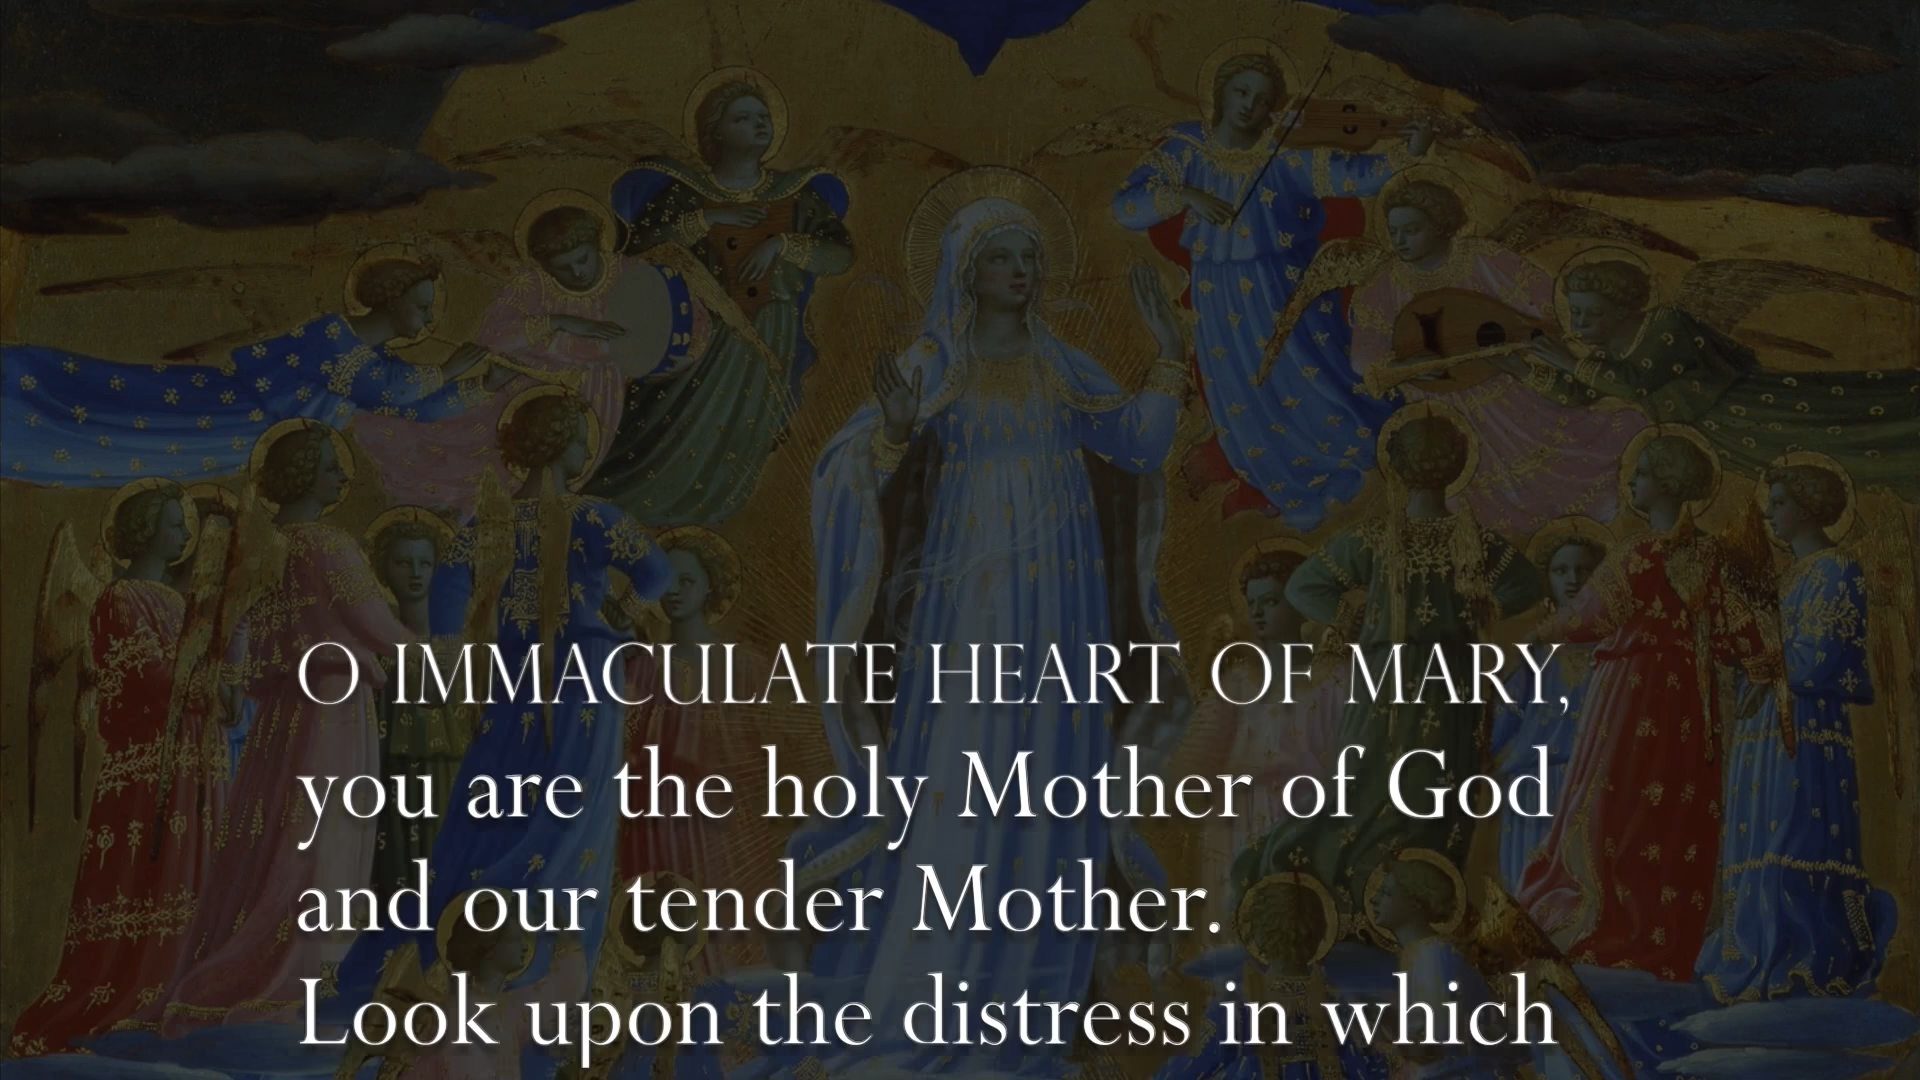 O IMMACULATE HEART OF MARY,
you are the holy Mother of God
and our tender Mother.
Look upon the distress in which